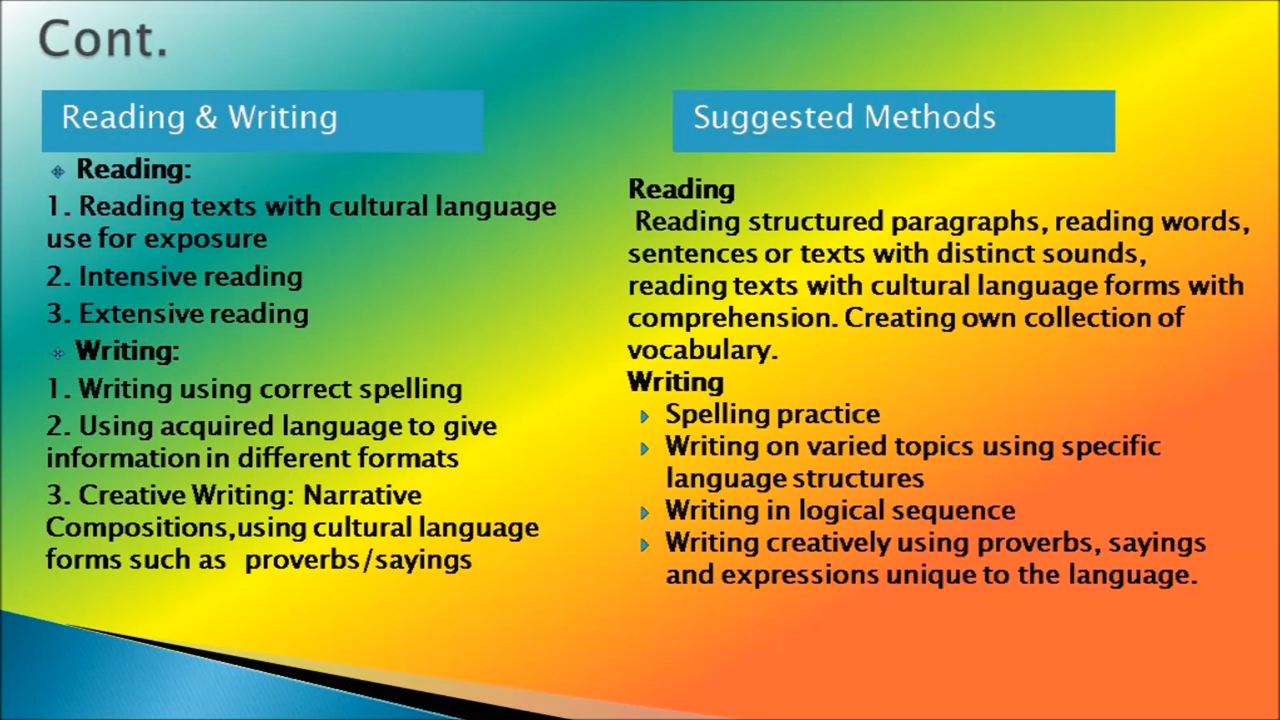 Cont.
Reading & Writing
Reading:
1. Reading texts with cultural language
use for exposure
2. Intensive reading
3. Extensive reading
Writing:
1. Writing using correct spelling
2. Using acquired language to give
information in different formats
3. Creative Writing: Narrative
Compositions,using cultural language
forms such as proverbs/sayings
Suggested Methods
Reading
Reading structured paragraphs, reading words,
sentences or texts with distinct sounds,
reading texts with cultural language forms with
comprehension. Creating own collection of
vocabulary.
Writing
Spelling practice
Writing on varied topics using specific
language structures
Writing in logical sequence
Writing creatively using proverbs, sayings
and expressions unique to the language.